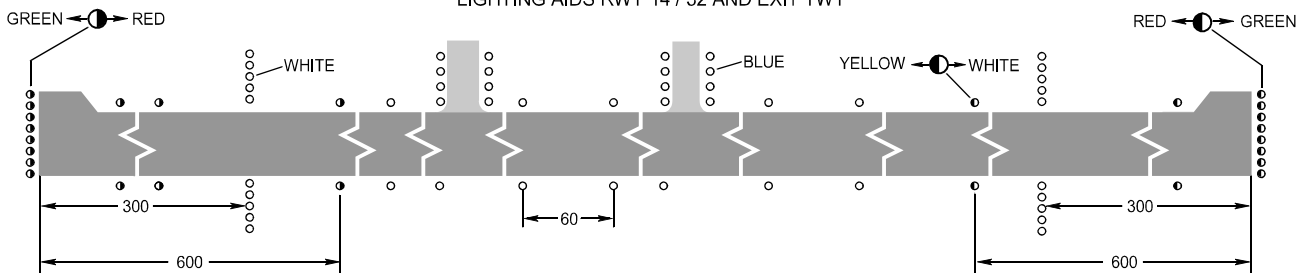 LIGHTING AIDS RWY 14 / 32 AND EXIT TWY
GREEN RED
RED GREEN
WHITE
BLUE
YELLOW WHITE
300
60
300
600
600